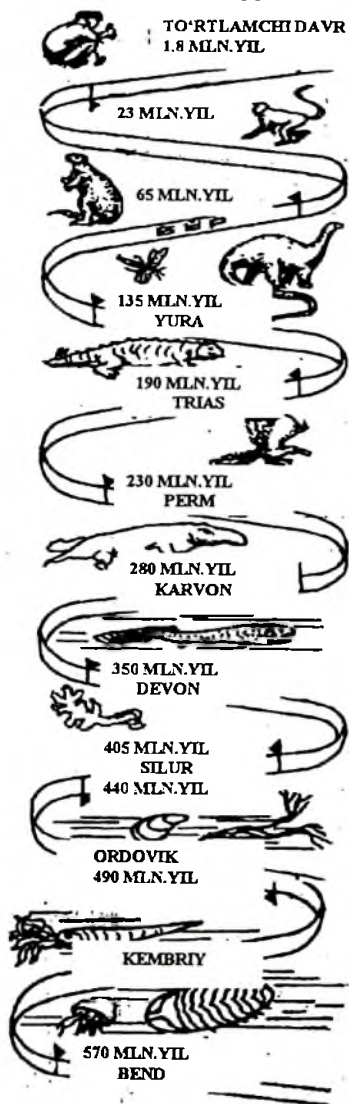 TO‘RTLAMCHI DAVR
1.8 MLN.YIL
23 MLN.YIL
65 MLN.YIL
135 MLN.YIL
YURA
190 MLN.YIL
TRIAS
230 MLN.YIL
PERM
280 MLN.YIL
KARVON
350 MLN.YIL
DEVON
405 MLN.YIL
SILUR
440 MLN.YIL
ORDOVIK
490 MLN.YIL
KEMBRIY
570 MLN.YIL
BEND